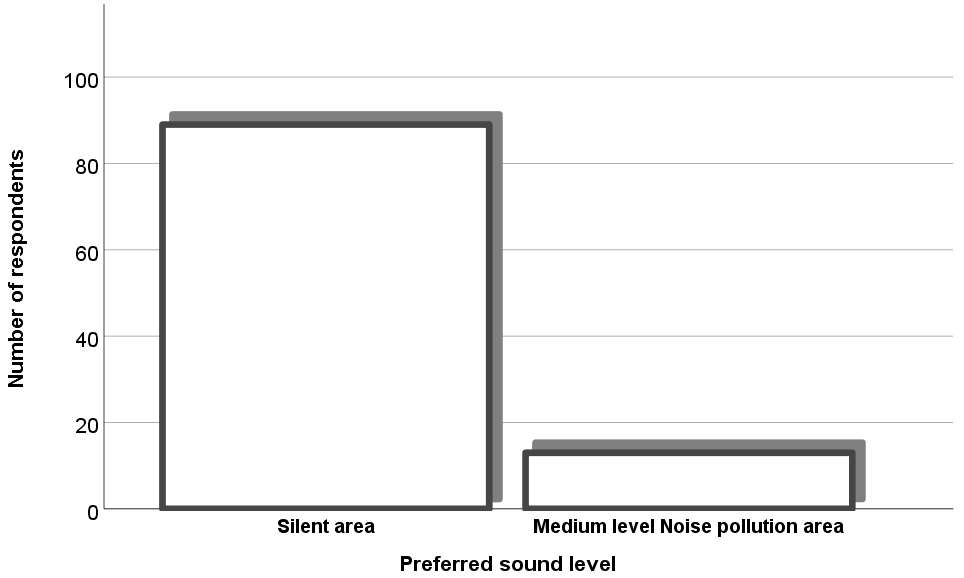 Number of respondents
100
80
60
40
20
0
Silent area
Medium level Noise pollution area
Preferred sound level